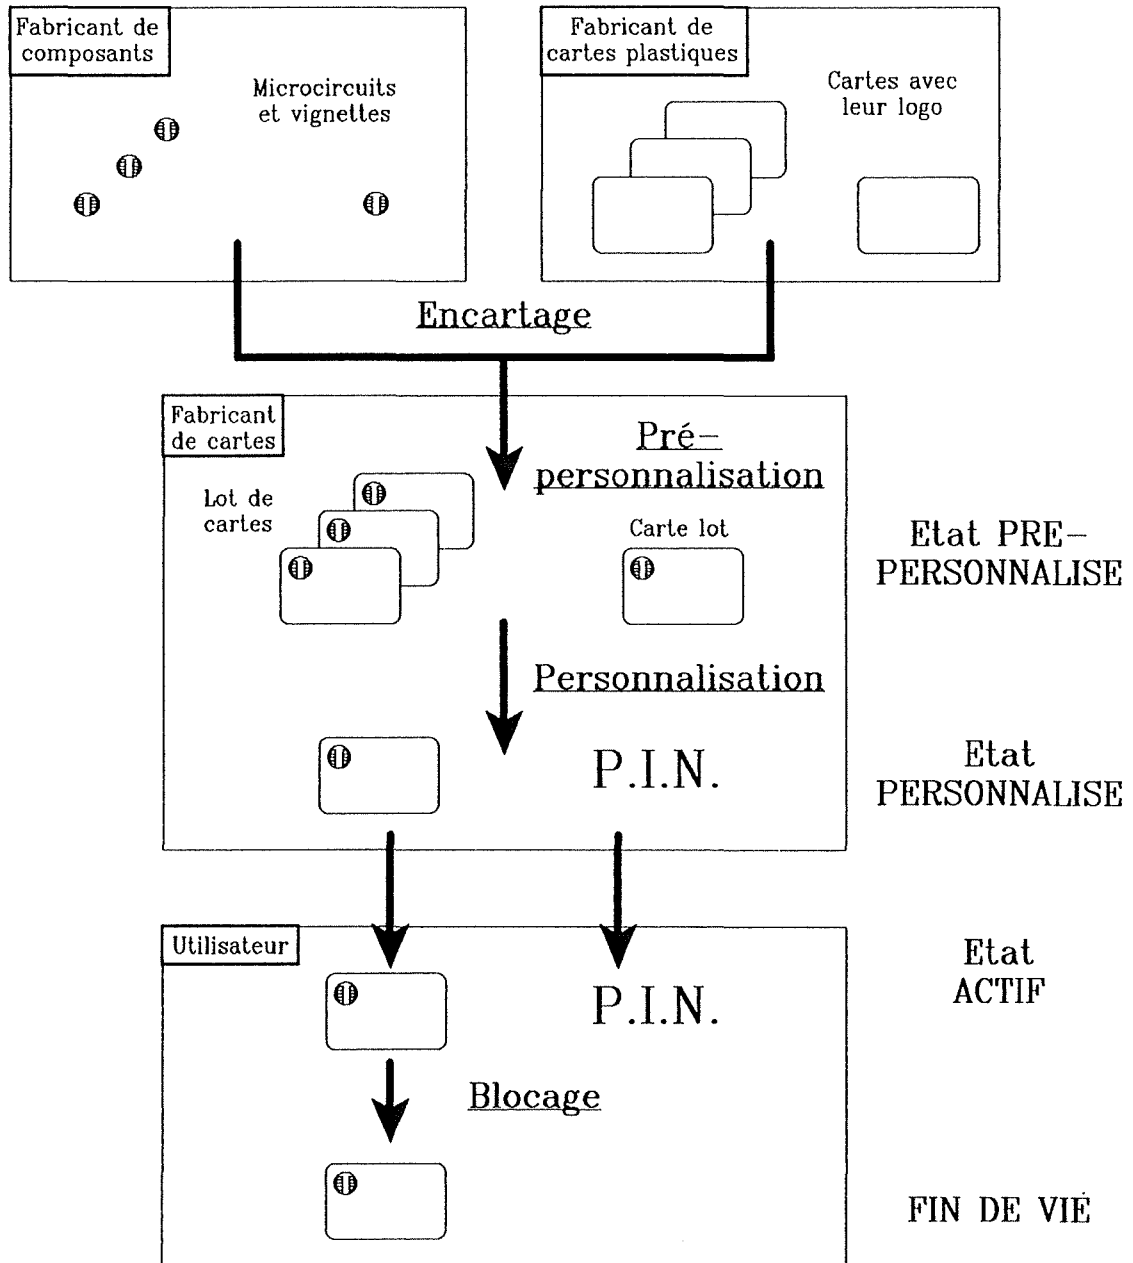 Fabricant de
composants
Microcircuits
et vignettes
Fabricant de
cartes plastiques
Cartes avec
leur logo
Encartage
Fabricant
de cartes
Pré-
personnalisation
Lot de
cartes
Carte lot
Etat PRE-
PERSONNALISE
Personnalisation
P.I.N.
Etat
PERSONNALISE
Utilisateur
P.I.N.
Etat
ACTIF
Blocage
FIN DE VIE